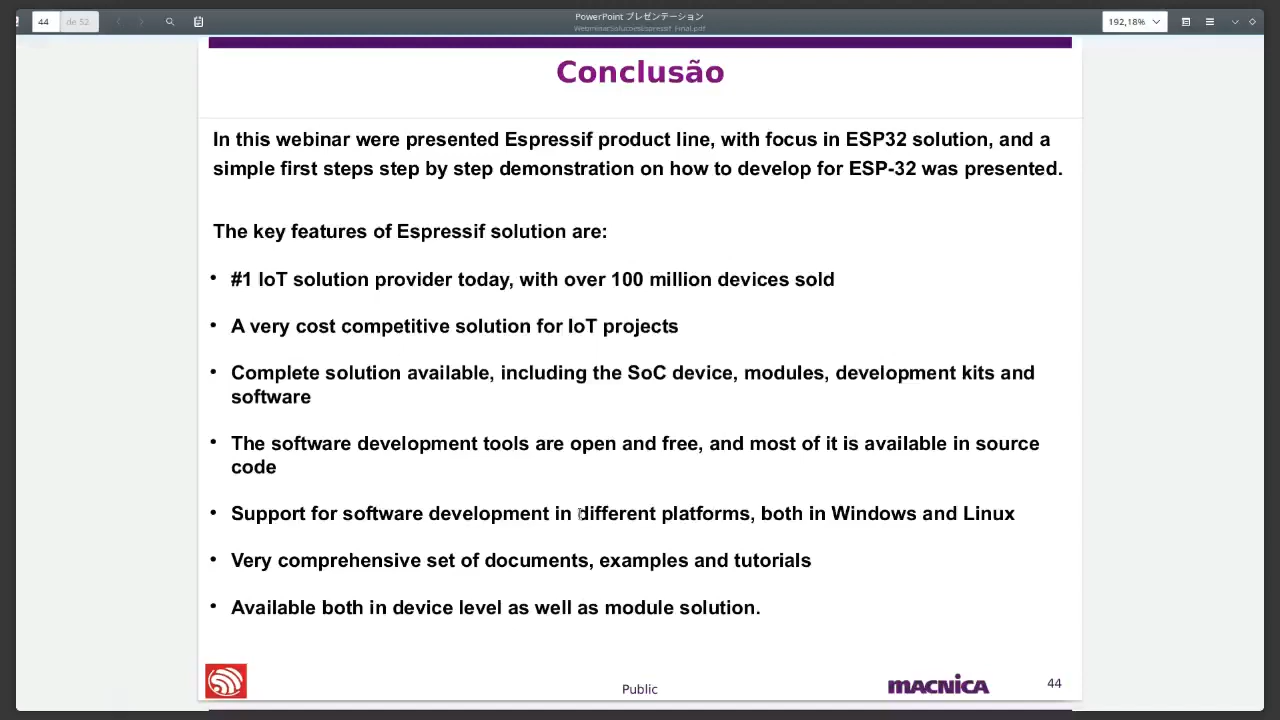 44 de 52
PowerPoint プレゼンテーション
192,18%
Conclusão
In this webinar were presented Espressif product line, with focus in ESP32 solution, and a
simple first steps step by step demonstration on how to develop for ESP-32 was presented.
The key features of Espressif solution are:
• #1 IoT solution provider today, with over 100 million devices sold
• A very cost competitive solution for IoT projects
• Complete solution available, including the SoC device, modules, development kits and
software
• The software development tools are open and free, and most of it is available in source
code
• Support for software development in different platforms, both in Windows and Linux
• Very comprehensive set of documents, examples and tutorials
• Available both in device level as well as module solution.
Public
MACNICA
44